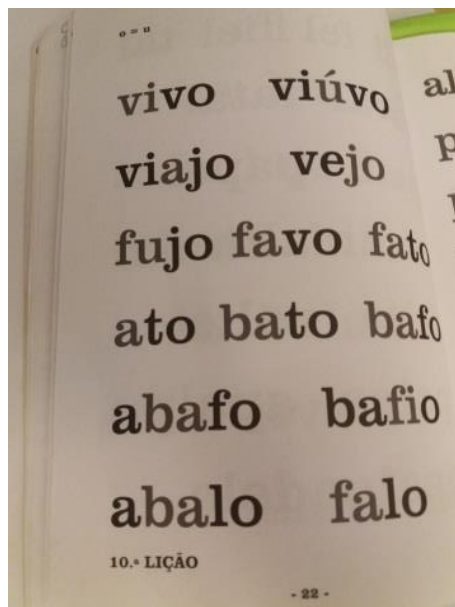 o = u
vivo viúvo
viajo vejo
fujo favo fato
ato bato bafo
abafo bafio
abalo falo
10.ª LIÇÃO
- 22 -